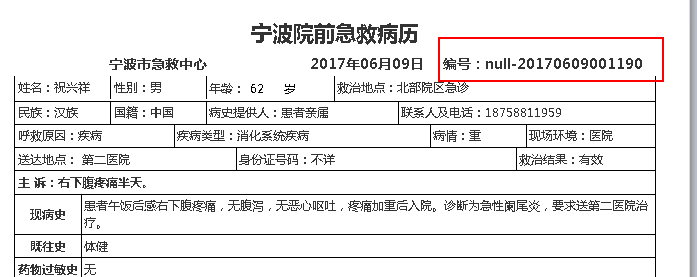 宁波院前急救病历
宁波市急救中心 2017年06月09日 编号：null-20170609001190
姓名：祝兴祥 性别：男 年龄： 62 岁 救治地点：北部院区急诊
民族：汉族 国籍：中国 病史提供人：患者亲属 联系人及电话：18758811959
呼救原因：疾病 疾病类型：消化系统疾病 病情：重 现场环境：医院
送达地点： 第二医院 身份证号码：不详 救治结果：有效
主 诉：右下腹疼痛半天。
现病史 患者午饭后感右下腹疼痛，无腹泻，无恶心呕吐，疼痛加重后入院。诊断为急性阑尾炎，要求送第二医院治
疗。
既往史 体健
药物过敏史 无